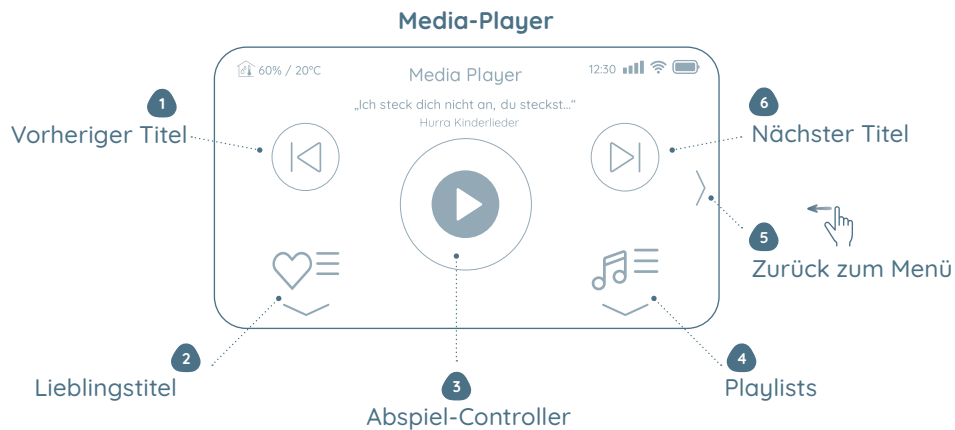 Media-Player
60% / 20°C
Media Player
12:30
„Ich steck dich nicht an, du steckst...“
Hurra Kinderlieder
1
Vorheriger Titel
6
Nächster Titel
5
Zurück zum Menü
2
Lieblingstitel
3
Abspiel-Controller
4
Playlists